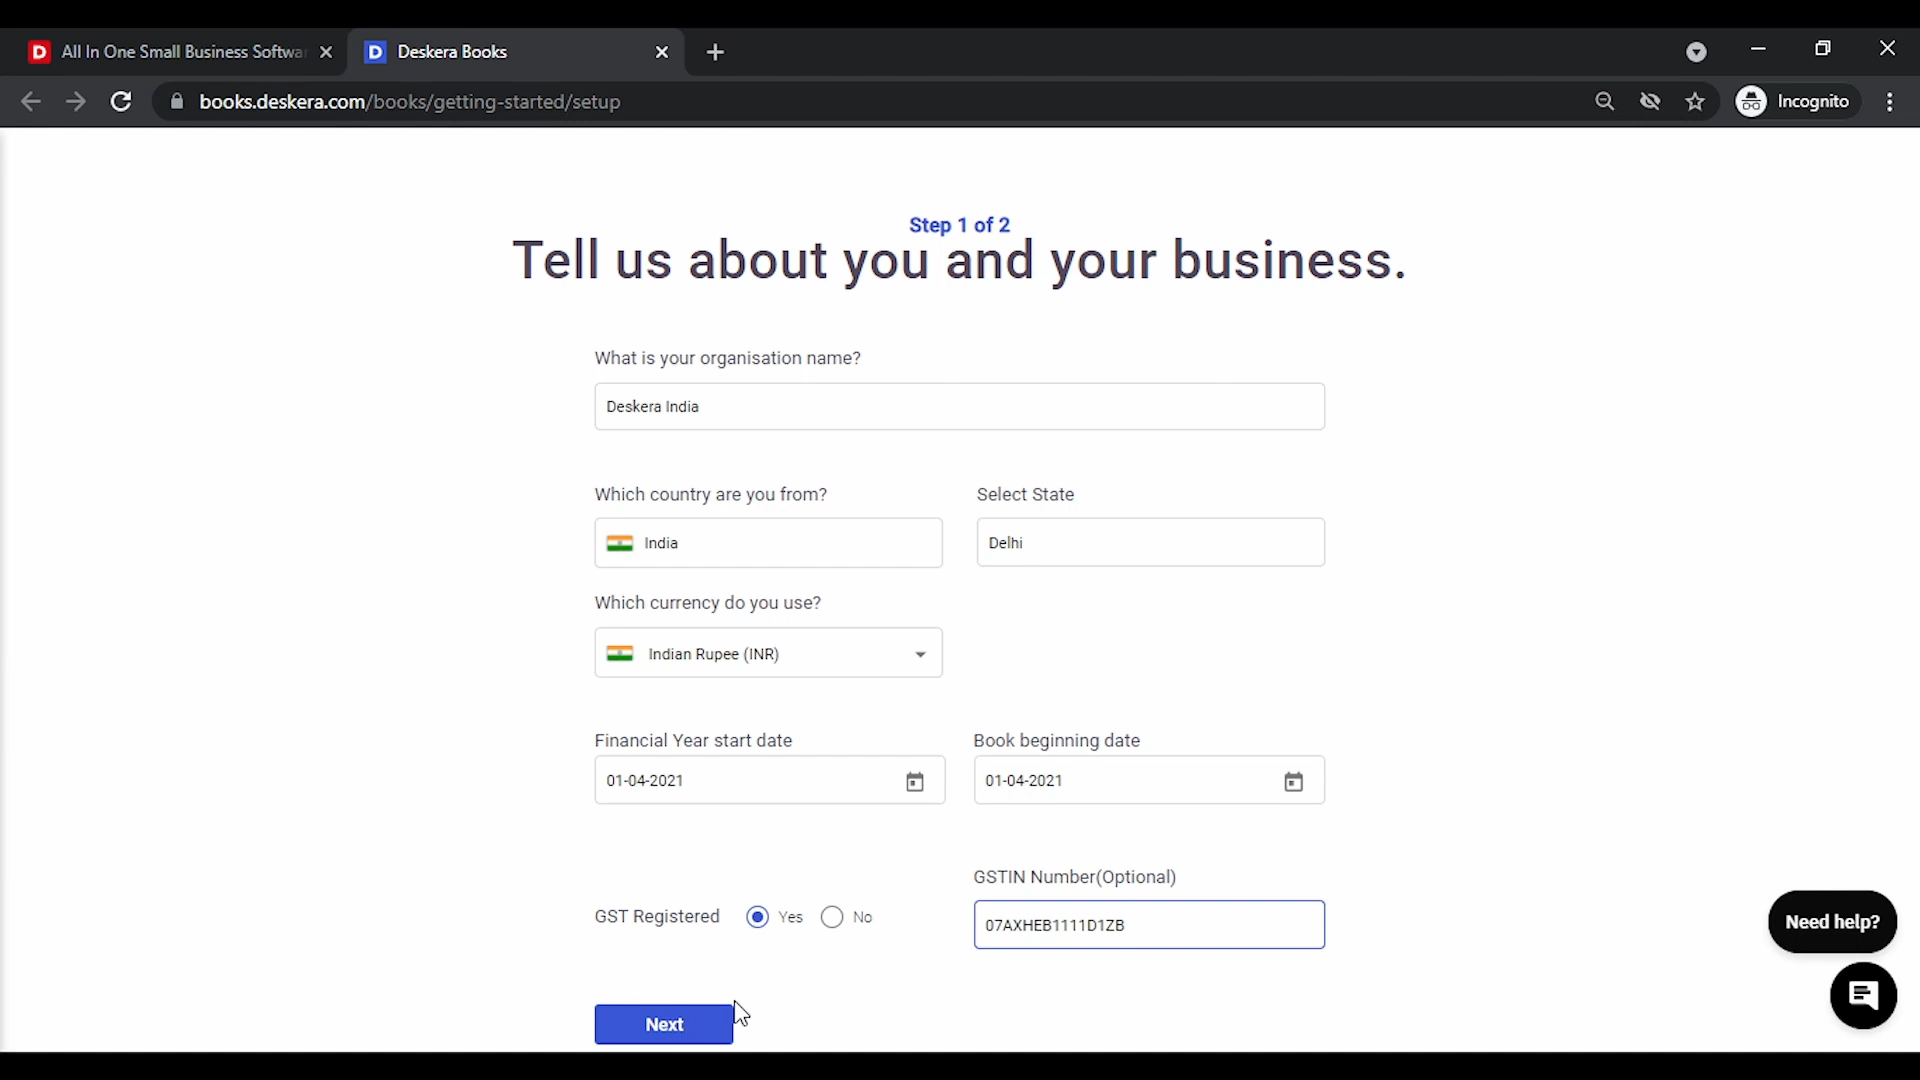 All In One Small Business Softwar
Deskera Books
books.deskera.com/books/getting-started/setup
Incognito
Step 1 of 2
Tell us about you and your business.
What is your organisation name?
Deskera India
Which country are you from?
Select State
India
Delhi
Which currency do you use?
Indian Rupee (INR)
Financial Year start date
Book beginning date
01-04-2021
01-04-2021
GSTIN Number(Optional)
GST Registered Yes No
07AXHEB1111D1ZB
Need help?
Next